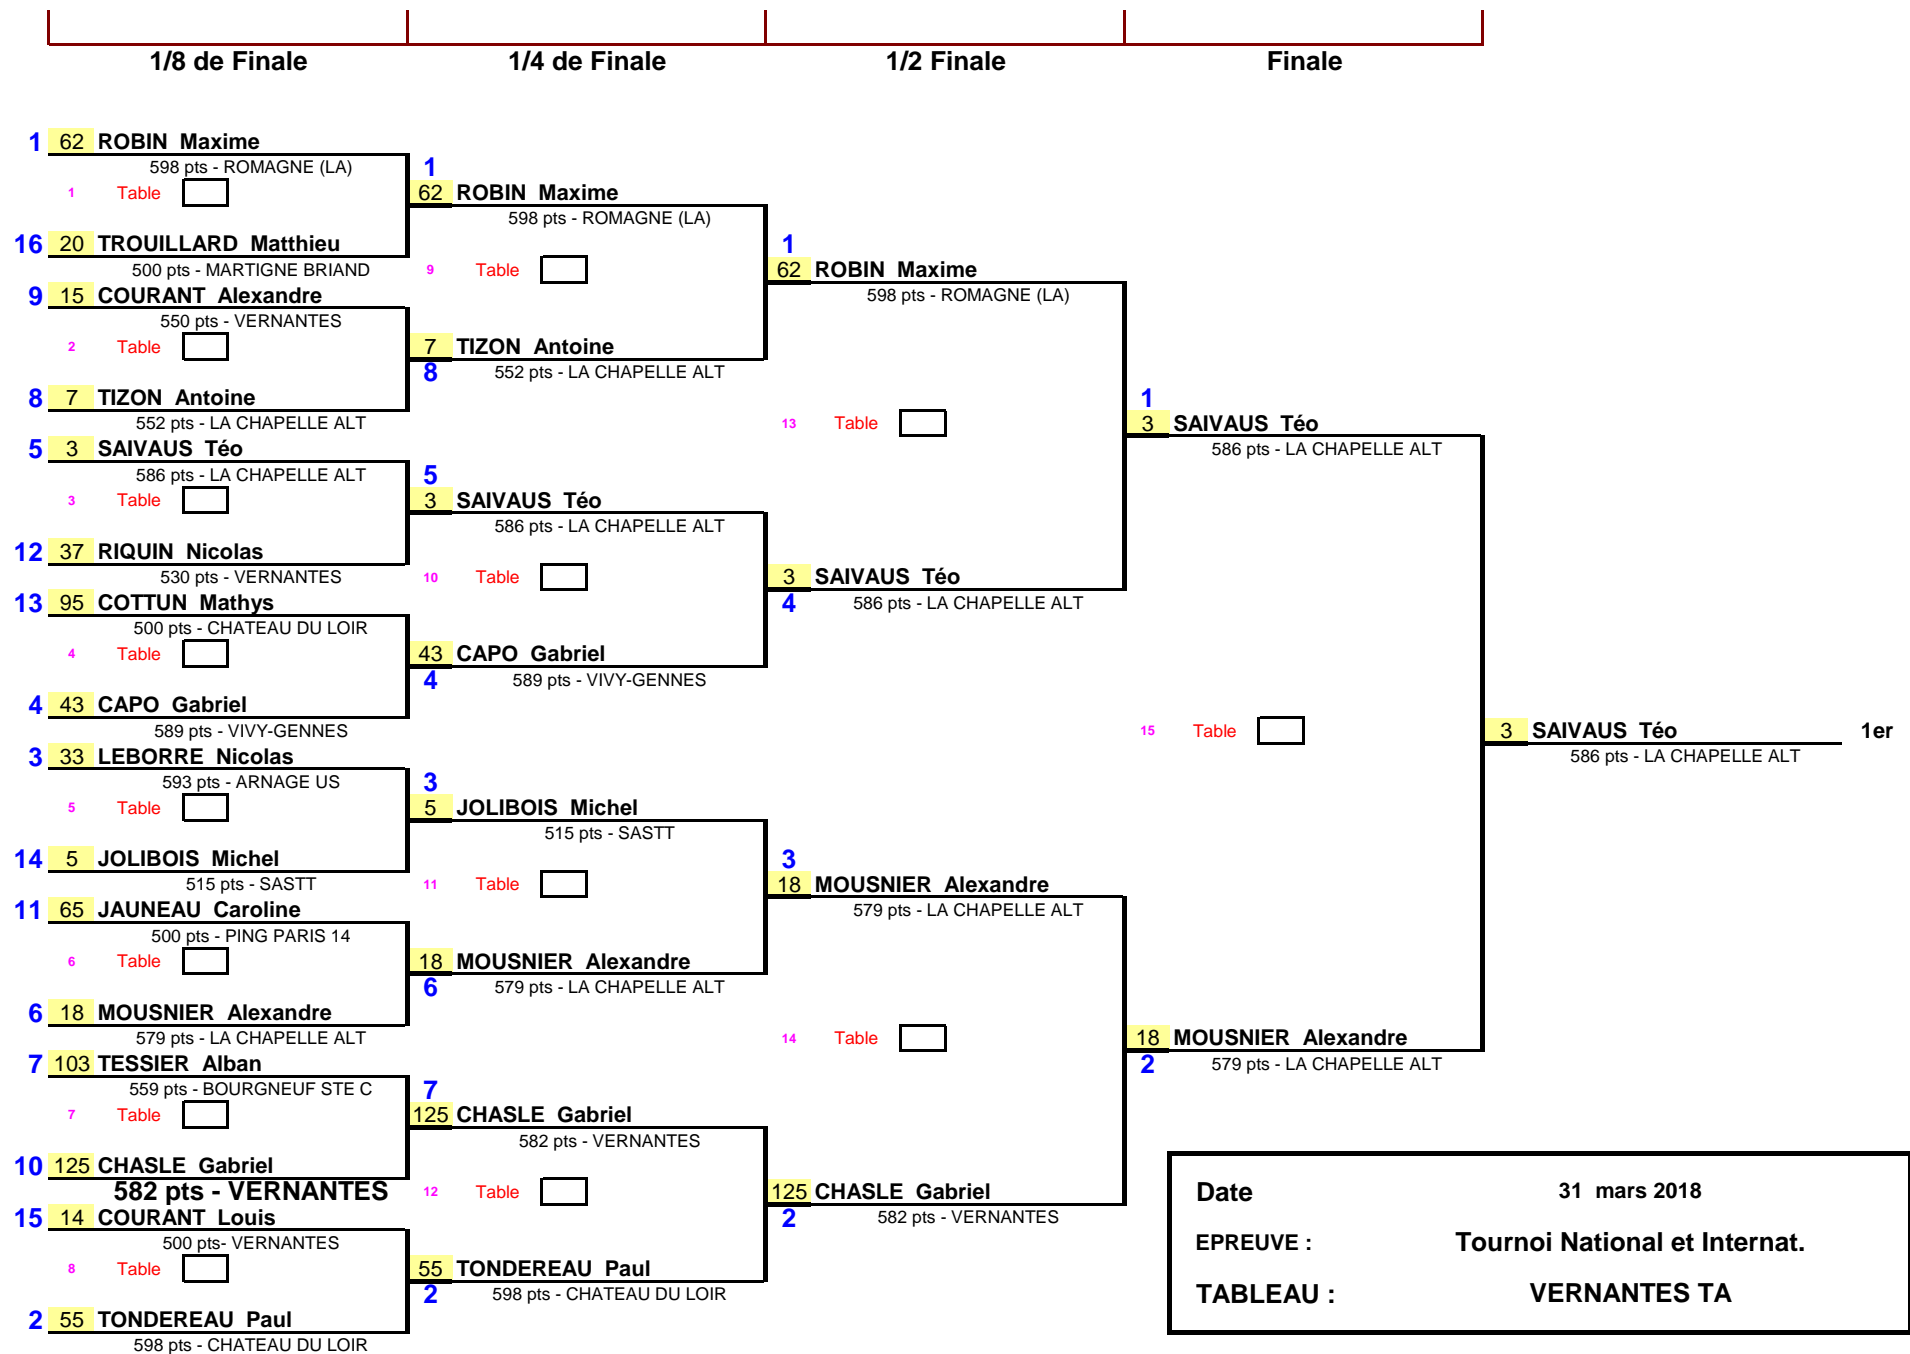 1/8 de Finale 1/4 de Finale 1/2 Finale Finale
1 62 ROBIN Maxime
598 pts - ROMAGNE (LA)
1 Table
16 20 TROUILLARD Matthieu
500 pts - MARTIGNE BRIAND
9 15 COURANT Alexandre
550 pts - VERNANTES
2 Table
8 7 TIZON Antoine
552 pts - LA CHAPELLE ALT
5 3 SAIVAUS Téo
586 pts - LA CHAPELLE ALT
3 Table
12 37 RIQUIN Nicolas
530 pts - VERNANTES
13 95 COTTUN Mathys
500 pts - CHATEAU DU LOIR
4 Table
4 43 CAPO Gabriel
589 pts - VIVY-GENNES
3 33 LEBORRE Nicolas
593 pts - ARNAGE US
5 Table
14 5 JOLIBOIS Michel
515 pts - SASTT
11 65 JAUNEAU Caroline
500 pts - PING PARIS 14
6 Table
6 18 MOUSNIER Alexandre
579 pts - LA CHAPELLE ALT
7 103 TESSIER Alban
559 pts - BOURGNEUF STE C
7 Table
10 125 CHASLE Gabriel
582 pts - VERNANTES
15 14 COURANT Louis
500 pts- VERNANTES
8 Table
2 55 TONDEREAU Paul
598 pts - CHATEAU DU LOIR
1
62 ROBIN Maxime
598 pts - ROMAGNE (LA)
9 Table
7 TIZON Antoine
8 552 pts - LA CHAPELLE ALT
5
3 SAIVAUS Téo
586 pts - LA CHAPELLE ALT
10 Table
43 CAPO Gabriel
4 589 pts - VIVY-GENNES
3
5 JOLIBOIS Michel
515 pts - SASTT
11 Table
18 MOUSNIER Alexandre
6 579 pts - LA CHAPELLE ALT
7
125 CHASLE Gabriel
582 pts - VERNANTES
12 Table
55 TONDEREAU Paul
2 598 pts - CHATEAU DU LOIR
1
62 ROBIN Maxime
598 pts - ROMAGNE (LA)
13 Table
3 SAIVAUS Téo
4 586 pts - LA CHAPELLE ALT
3
18 MOUSNIER Alexandre
579 pts - LA CHAPELLE ALT
14 Table
125 CHASLE Gabriel
2 582 pts - VERNANTES
1
3 SAIVAUS Téo
586 pts - LA CHAPELLE ALT
15 Table
18 MOUSNIER Alexandre
2 579 pts - LA CHAPELLE ALT
3 SAIVAUS Téo 1er
586 pts - LA CHAPELLE ALT
Date 31 mars 2018
EPREUVE : Tournoi National et Internat.
TABLEAU : VERNANTES TA